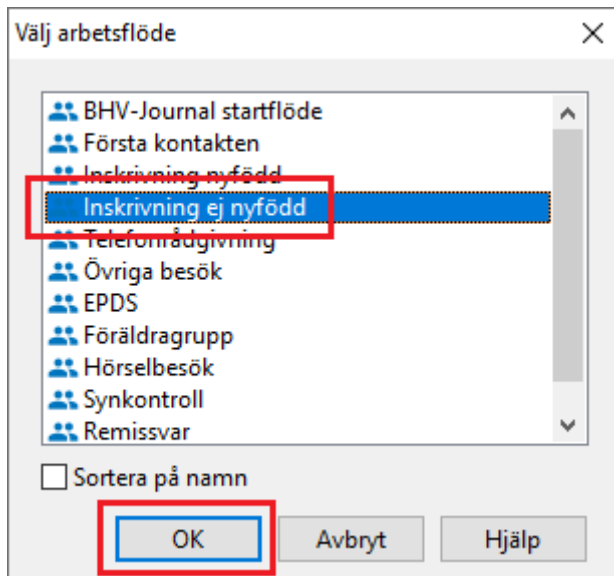 Välj arbetsflöde
BHV-Journal startflöde
Första kontakten
Inskrivning nyfödd
Inskrivning ej nyfödd
Telefonrådgivning
Övriga besök
EPDS
Föräldragrupp
Hörselbesök
Synkontroll
Remissvar
Sortera på namn
OK Avbryt Hjälp